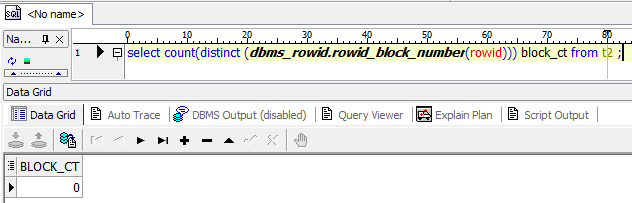 SQL <No name>
Na...
0 10 20 30 40 50 60 70 80
1 select count(distinct (dbms_rowid.rowid_block_number(rowid))) block_ct from t2 ;
Data Grid
Data Grid Auto Trace DBMS Output (disabled) Query Viewer Explain Plan Script Output
BLOCK_CT
0